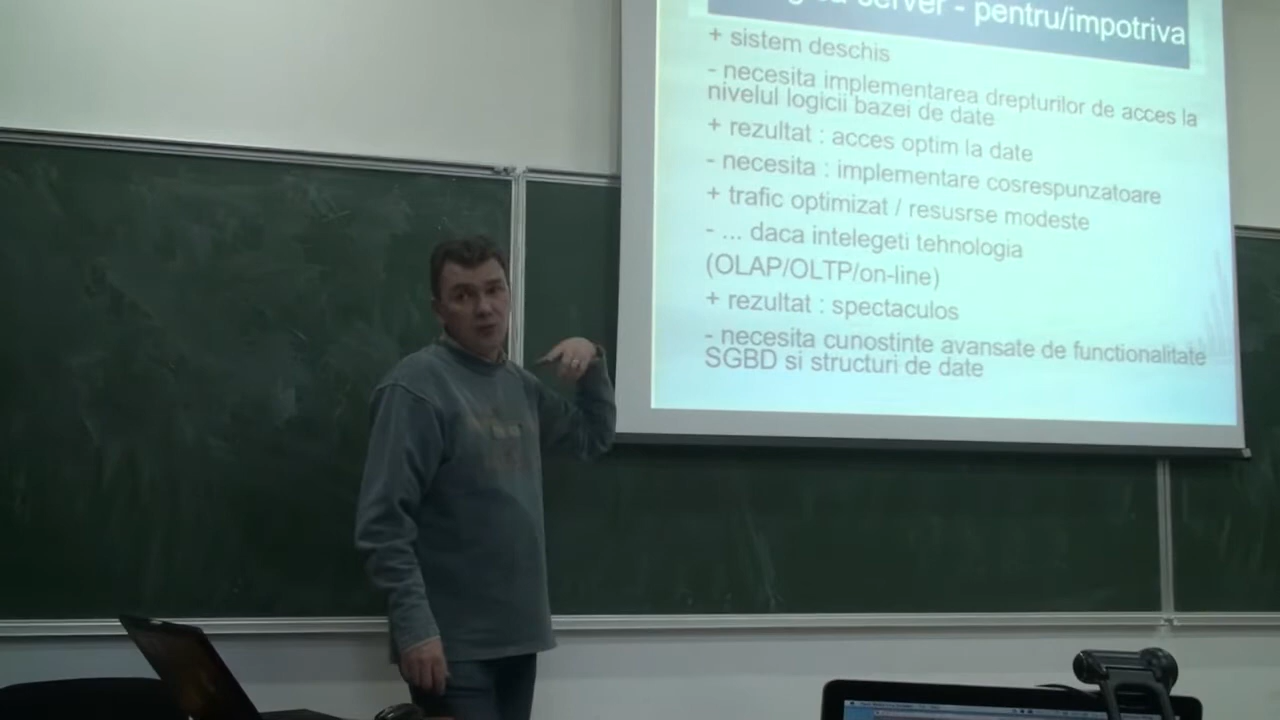 server - pentru/impotriva
+ sistem deschis
- necesita implementarea drepturilor de acces la
nivelul logicii bazei de date
+ rezultat : acces optim la date
- necesita : implementare cosrespunzatoare
+ trafic optimizat / resusrse modeste
- ... daca intelegeti tehnologia
(OLAP/OLTP/on-line)
+ rezultat : spectaculos
- necesita cunostinte avansate de functionalitate
SGBD si structuri de date